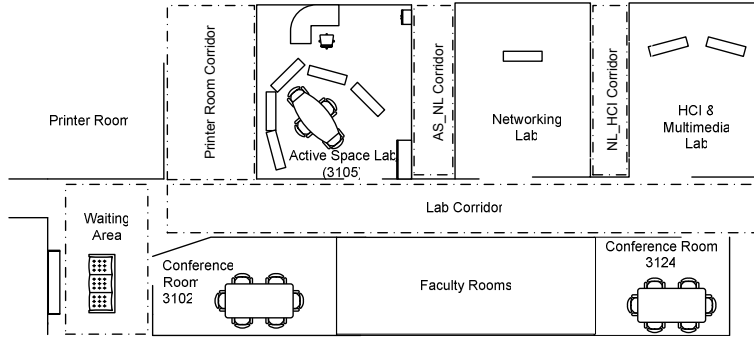 Printer Room
Printer Room Corridor
Active Space Lab
(3105)
AS_NL Corridor
Networking
Lab
NL_HCI Corridor
HCI &
Multimedia
Lab
Lab Corridor
Waiting
Area
Conference
Room
3102
Faculty Rooms
Conference Room
3124